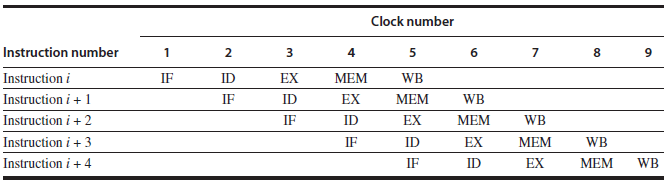 Clock number
Instruction number 1 2 3 4 5 6 7 8 9
Instruction i IF ID EX MEM WB
Instruction i + 1 IF ID EX MEM WB
Instruction i + 2 IF ID EX MEM WB
Instruction i + 3 IF ID EX MEM WB
Instruction i + 4 IF ID EX MEM WB